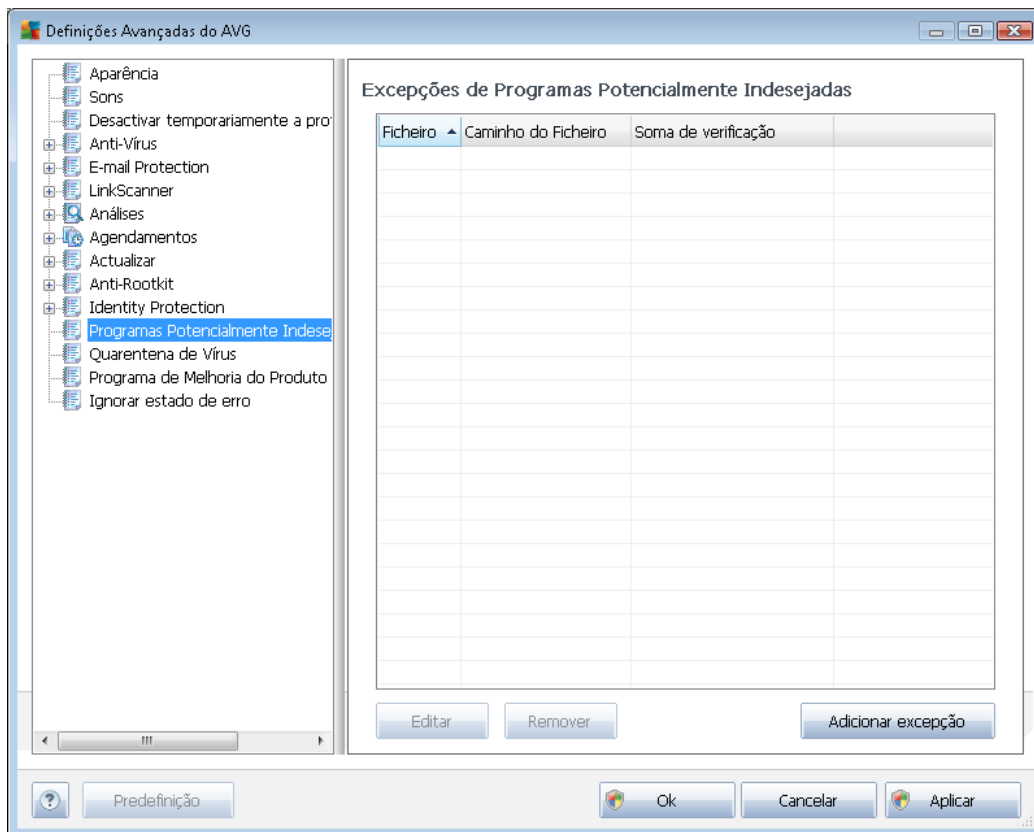 Definições Avançadas do AVG
Aparência
Sons
Desactivar temporariamente a pro
Anti-Vírus
E-mail Protection
LinkScanner
Análises
Agendamentos
Actualizar
Anti-Rootkit
Identity Protection
Programas Potencialmente Indese
Quarentena de Vírus
Programa de Melhoria do Produto
Ignorar estado de erro
Excepções de Programas Potencialmente Indesejadas
Ficheiro Caminho do Ficheiro Soma de verificação
Editar Remover Adicionar excepção
? Predefinição Ok Cancelar Aplicar